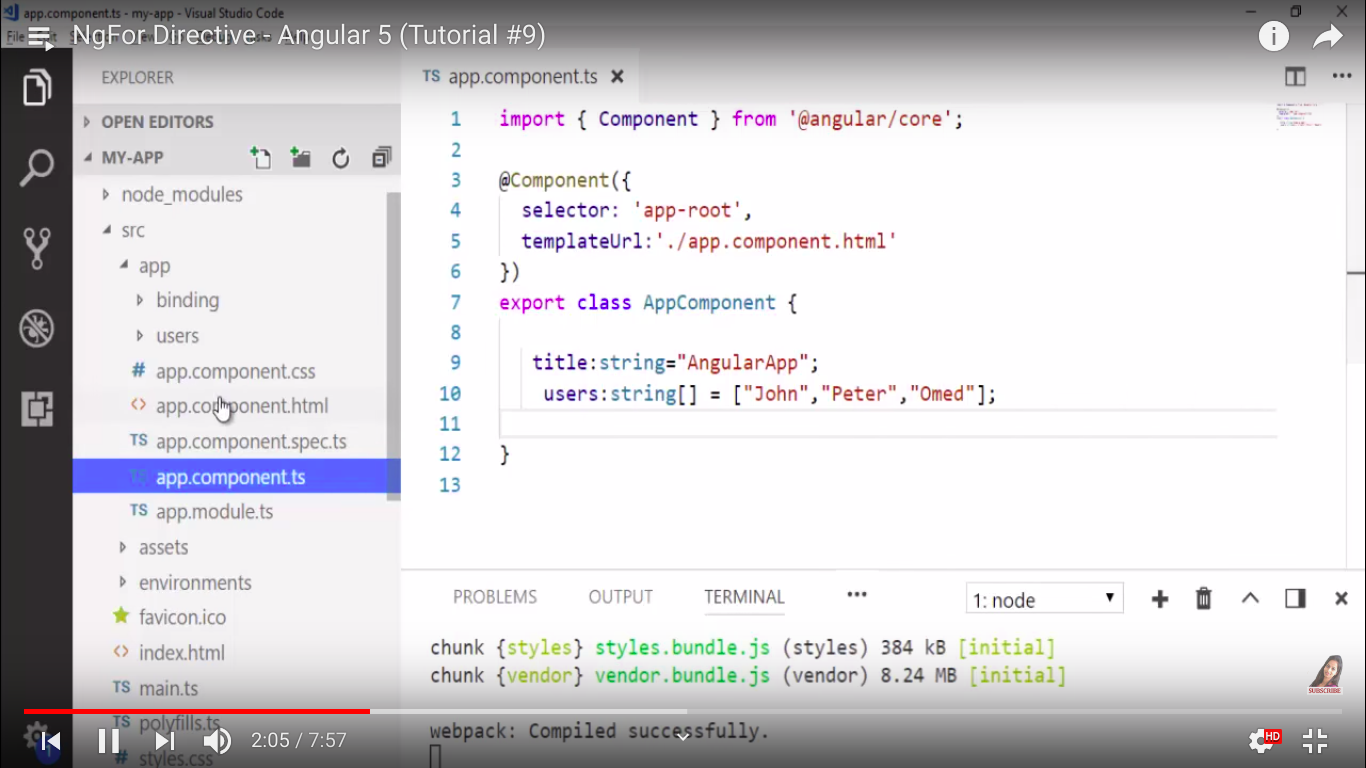 app.component.ts - my-app - Visual Studio Code
File
NgFor Directive - Angular 5 (Tutorial #9)
EXPLORER
OPEN EDITORS
MY-APP
node_modules
src
app
binding
users
# app.component.css
<> app.component.html
TS app.component.spec.ts
TS app.component.ts
TS app.module.ts
assets
environments
favicon.ico
<> index.html
TS main.ts
TS polyfills.ts
# styles.css
TS app.component.ts
1 import { Component } from '@angular/core';
2
3 @Component({
4 selector: 'app-root',
5 templateUrl:'./app.component.html'
6 })
7 export class AppComponent {
8
9 title:string="AngularApp";
10 users:string[] = ["John","Peter","Omed"];
11
12 }
13
PROBLEMS OUTPUT TERMINAL 1: node
chunk {styles} styles.bundle.js (styles) 384 kB [initial]
chunk {vendor} vendor.bundle.js (vendor) 8.24 MB [initial]
webpack: Compiled successfully.
SUBSCRIBE
2:05 / 7:57
HD